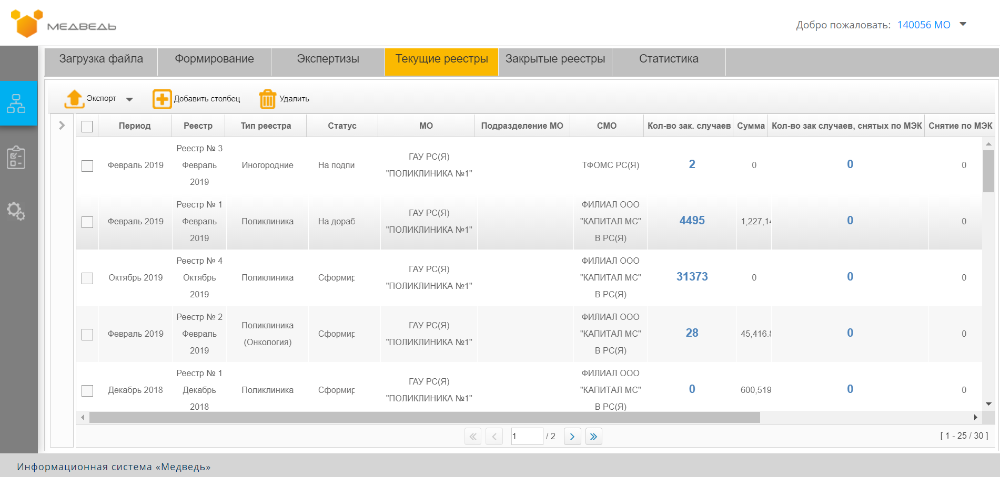 МЕДВЕДЬ
Добро пожаловать: 140056 МО
Загрузка файла Формирование Экспертизы Текущие реестры Закрытые реестры Статистика
Экспорт Добавить столбец Удалить
Период Реестр Тип реестра Статус МО Подразделение МО СМО Кол-во зак. случаев Сумма Кол-во зак случаев, снятых по МЭК Снятие по МЭК
Реестр № 3
ГАУ РС(Я)
Февраль 2019 Февраль Иногородние На подпи ТФОМС РС(Я) 2 0 0 0
"ПОЛИКЛИНИКА №1"
2019
Реестр № 1 ФИЛИАЛ ООО
ГАУ РС(Я)
Февраль 2019 Февраль Поликлиника На дораб "КАПИТАЛ МС" 4495 1,227,14 0 0
"ПОЛИКЛИНИКА №1"
2019 В РС(Я)
Реестр № 4 ФИЛИАЛ ООО
ГАУ РС(Я)
Октябрь 2019 Октябрь Поликлиника Сформир "КАПИТАЛ МС" 31373 0 0 0
"ПОЛИКЛИНИКА №1"
2019 В РС(Я)
Реестр № 2 ФИЛИАЛ ООО
Поликлиника ГАУ РС(Я)
Февраль 2019 Февраль Сформир "КАПИТАЛ МС" 28 45,416.8 0 0
(Онкология) "ПОЛИКЛИНИКА №1"
2019 В РС(Я)
Реестр № 1 ФИЛИАЛ ООО
ГАУ РС(Я)
Декабрь 2018 Декабрь Поликлиника Сформир "КАПИТАЛ МС" 0 600,519 0 0
"ПОЛИКЛИНИКА №1"
2018 В РС(Я)
1 / 2 [ 1 - 25 / 30 ]
Информационная система «Медведь»